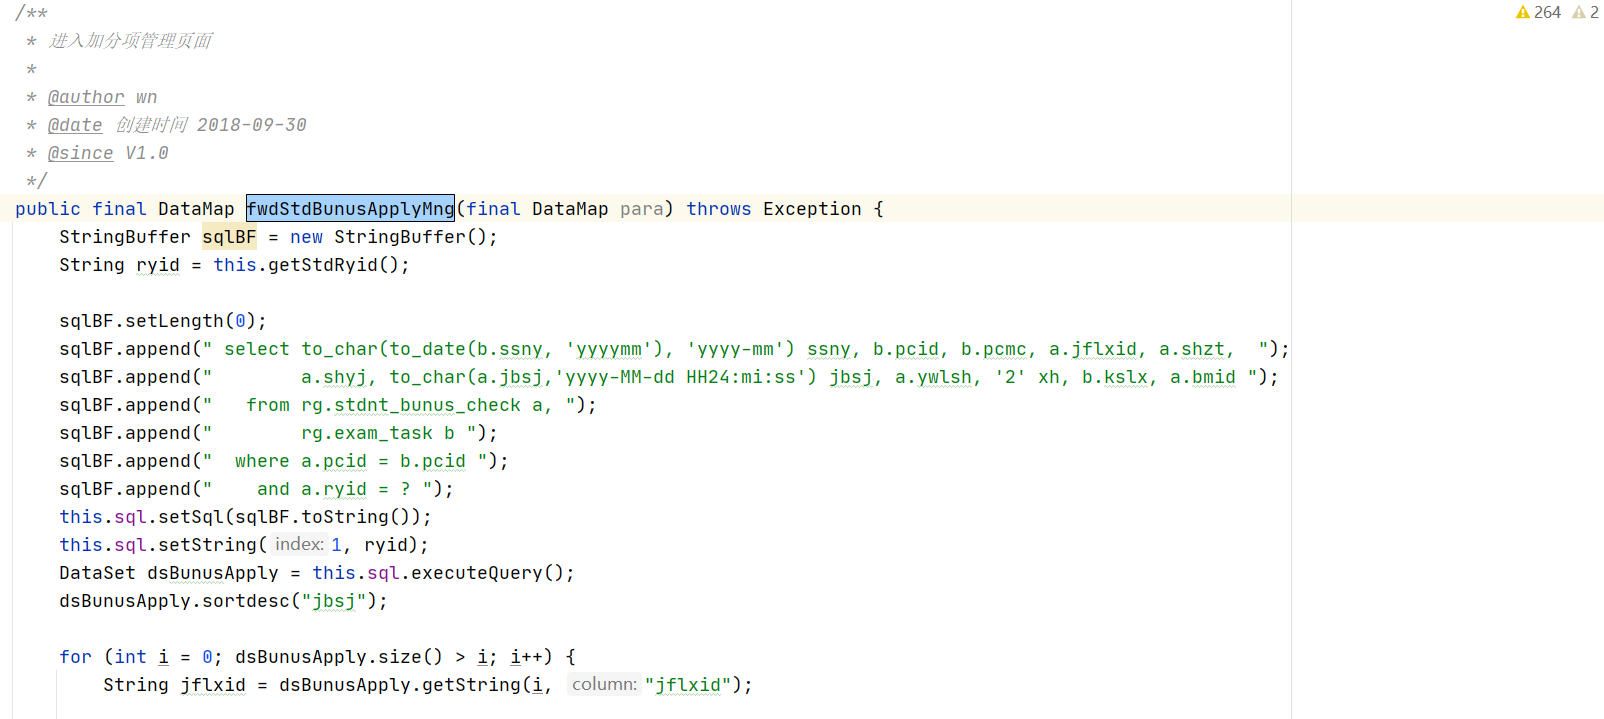 /**
 * 进入加分项管理页面
 *
 * @author wn
 * @date 创建时间 2018-09-30
 * @since V1.0
 */
264 2
public final DataMap fwdStdBunusApplyMng(final DataMap para) throws Exception {
    StringBuffer sqlBF = new StringBuffer();
    String ryid = this.getStdRyid();

    sqlBF.setLength(0);
    sqlBF.append(" select to_char(to_date(b.ssny, 'yyyymm'), 'yyyy-mm') ssny, b.pcid, b.pcmc, a.jflxid, a.shzt,  ");
    sqlBF.append("        a.shyj, to_char(a.jbsj,'yyyy-MM-dd HH24:mi:ss') jbsj, a.ywlsh, '2' xh, b.kslx, a.bmid ");
    sqlBF.append("   from rg.stdnt_bunus_check a, ");
    sqlBF.append("        rg.exam_task b ");
    sqlBF.append("  where a.pcid = b.pcid ");
    sqlBF.append("    and a.ryid = ? ");
    this.sql.setSql(sqlBF.toString());
    this.sql.setString( index: 1, ryid);
    DataSet dsBunusApply = this.sql.executeQuery();
    dsBunusApply.sortdesc("jbsj");

    for (int i = 0; dsBunusApply.size() > i; i++) {
        String jflxid = dsBunusApply.getString(i, column: "jflxid");